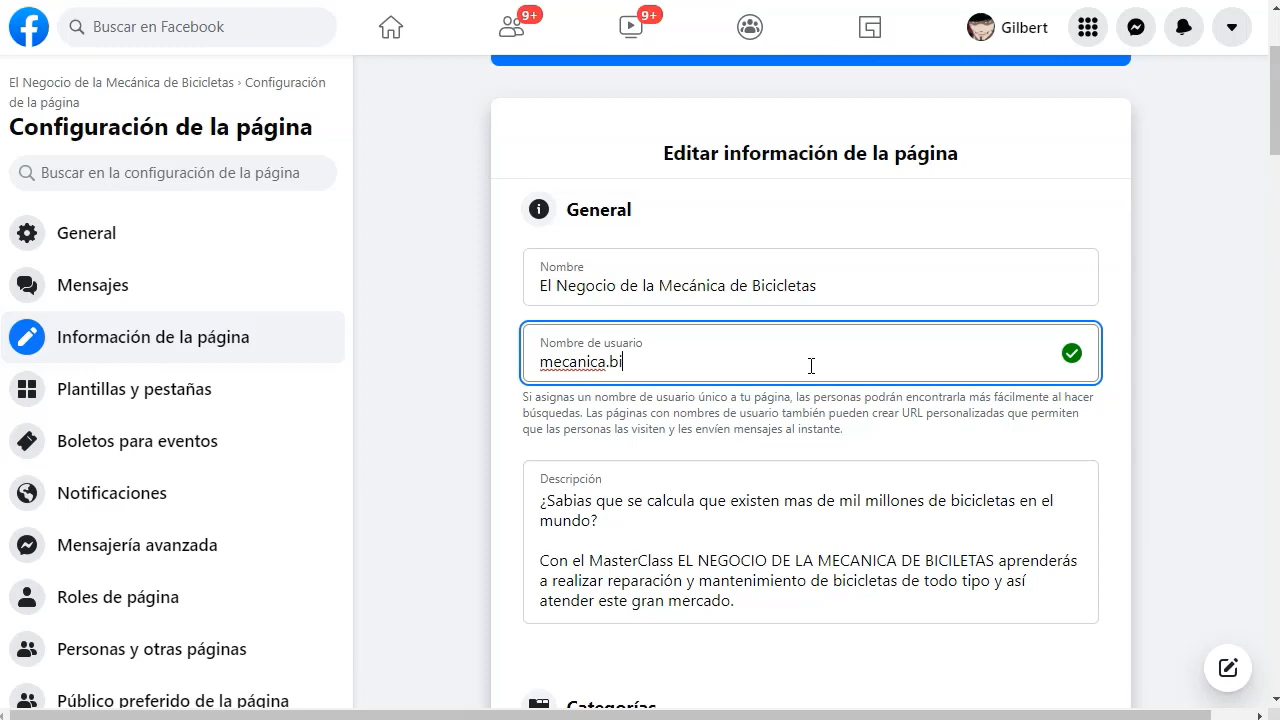 Buscar en Facebook
9+
9+
Gilbert
El Negocio de la Mecánica de Bicicletas › Configuración
de la página
Configuración de la página
Buscar en la configuración de la página
General
Mensajes
Información de la página
Plantillas y pestañas
Boletos para eventos
Notificaciones
Mensajería avanzada
Roles de página
Personas y otras páginas
Público preferido de la página
Editar información de la página
General
Nombre
El Negocio de la Mecánica de Bicicletas
Nombre de usuario
mecanica.bi
Si asignas un nombre de usuario único a tu página, las personas podrán encontrarla más fácilmente al hacer
búsquedas. Las páginas con nombres de usuario también pueden crear URL personalizadas que permiten
que las personas las visiten y les envíen mensajes al instante.
Descripción
¿Sabias que se calcula que existen mas de mil millones de bicicletas en el
mundo?
Con el MasterClass EL NEGOCIO DE LA MECANICA DE BICILETAS aprenderás
a realizar reparación y mantenimiento de bicicletas de todo tipo y así
atender este gran mercado.
Categorías